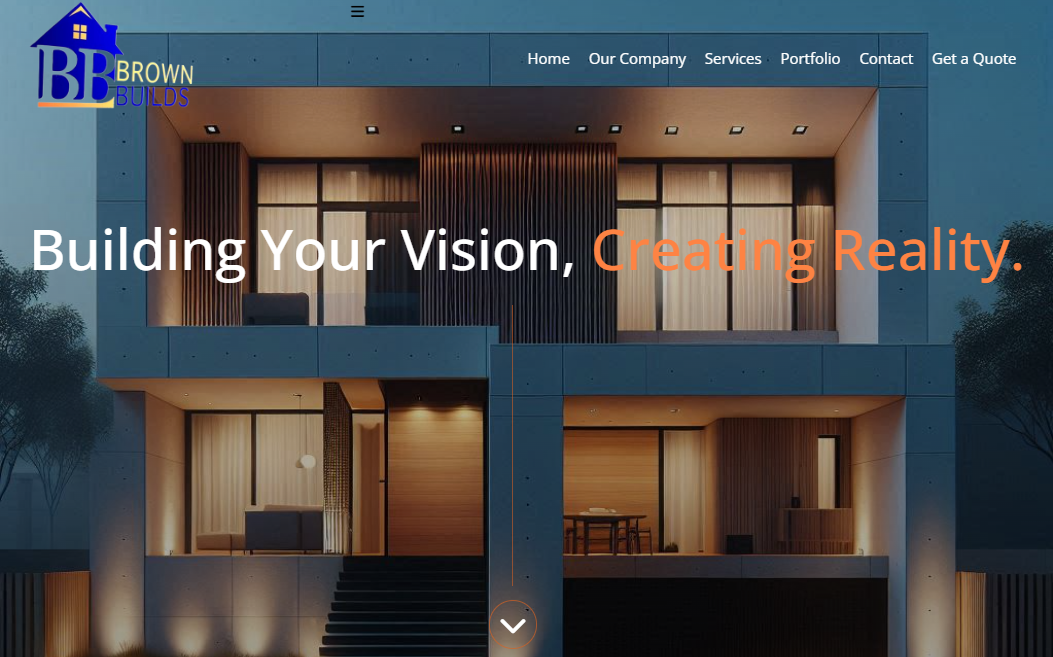 BB BROWN
BUILDS
Home Our Company Services Portfolio Contact Get a Quote
Building Your Vision, Creating Reality.